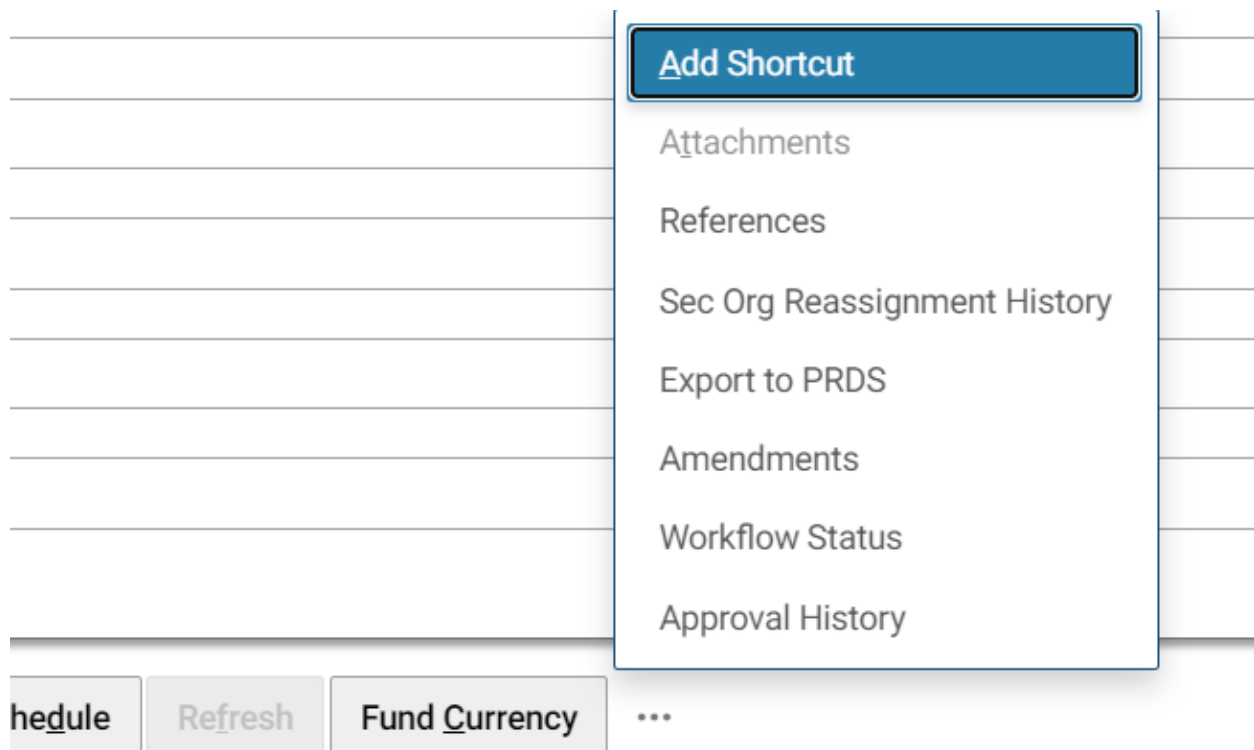 Add Shortcut
Attachments
References
Sec Org Reassignment History
Export to PRDS
Amendments
Workflow Status
Approval History
hedule Refresh Fund Currency ...